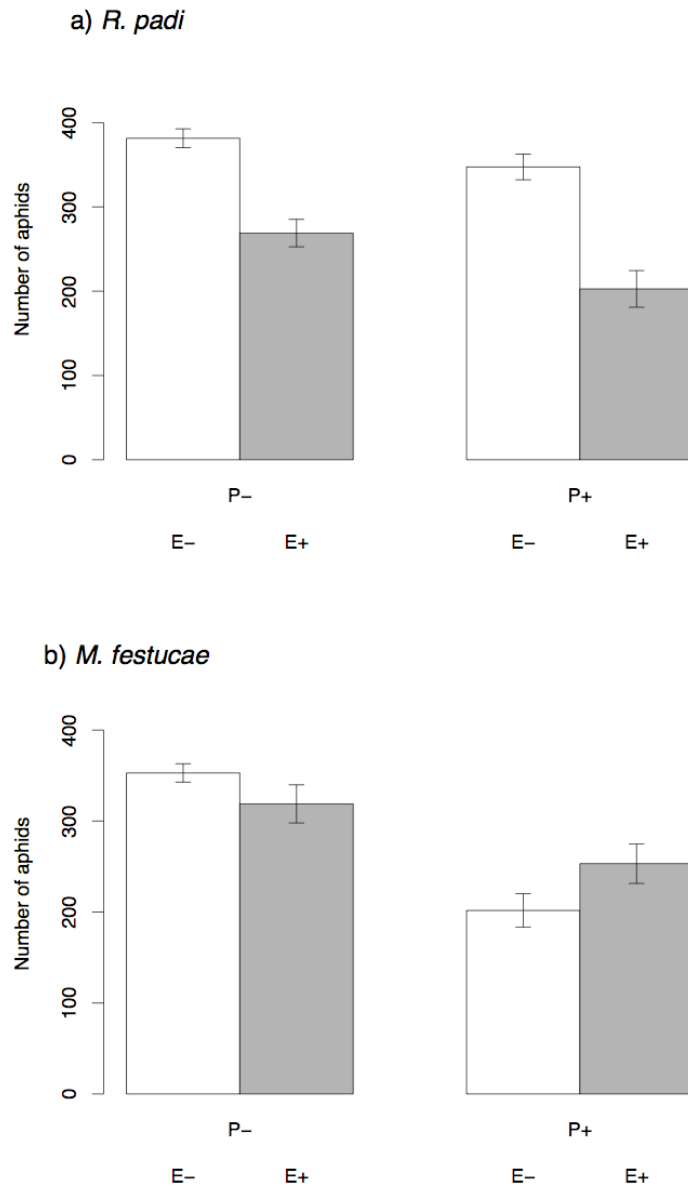 a) R. padi
Number of aphids
400
300
200
100
0
P− P+
E− E+ E− E+
b) M. festucae
Number of aphids
400
300
200
100
0
P− P+
E− E+ E− E+